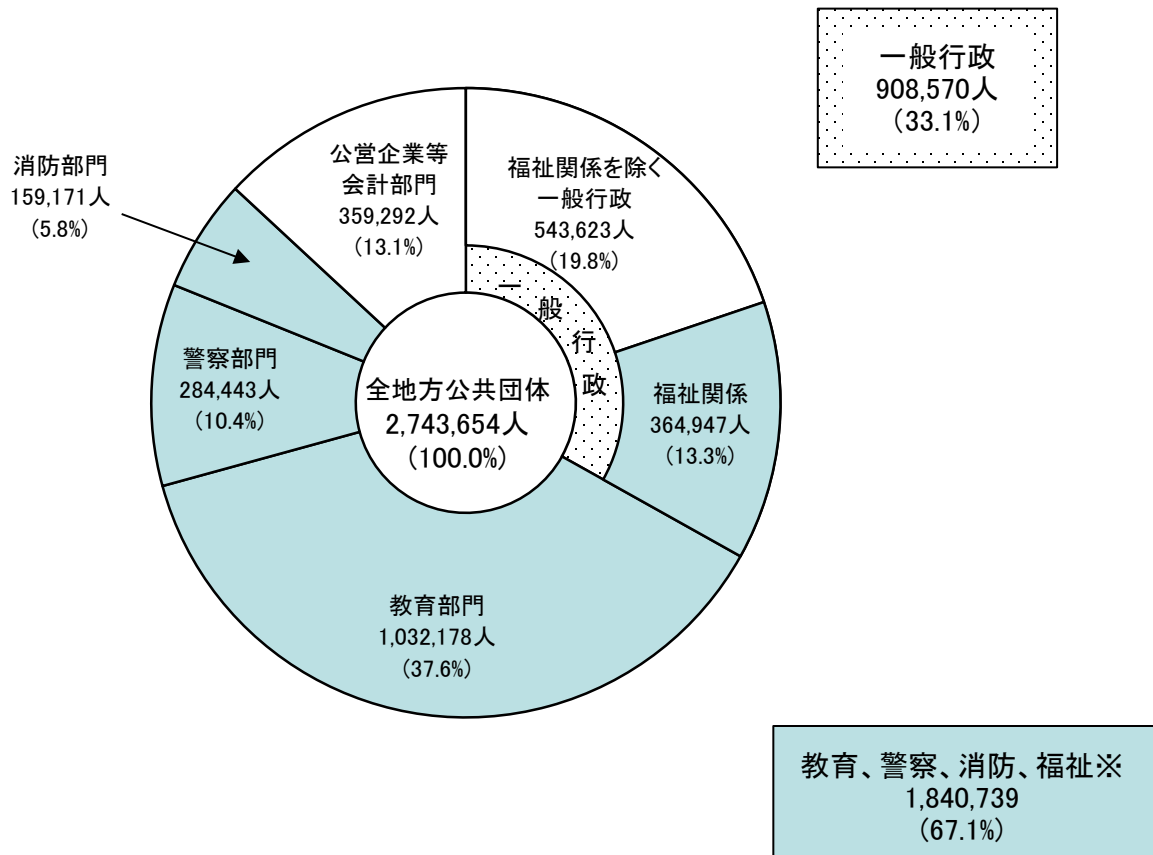 一般行政
908,570人
(33.1%)
消防部門
159,171人
(5.8%)
公営企業等
会計部門
359,292人
(13.1%)
福祉関係を除く
一般行政
543,623人
(19.8%)
一般行政
警察部門
284,443人
(10.4%)
全地方公共団体
2,743,654人
(100.0%)
福祉関係
364,947人
(13.3%)
教育部門
1,032,178人
(37.6%)
教育、警察、消防、福祉※
1,840,739
(67.1%)